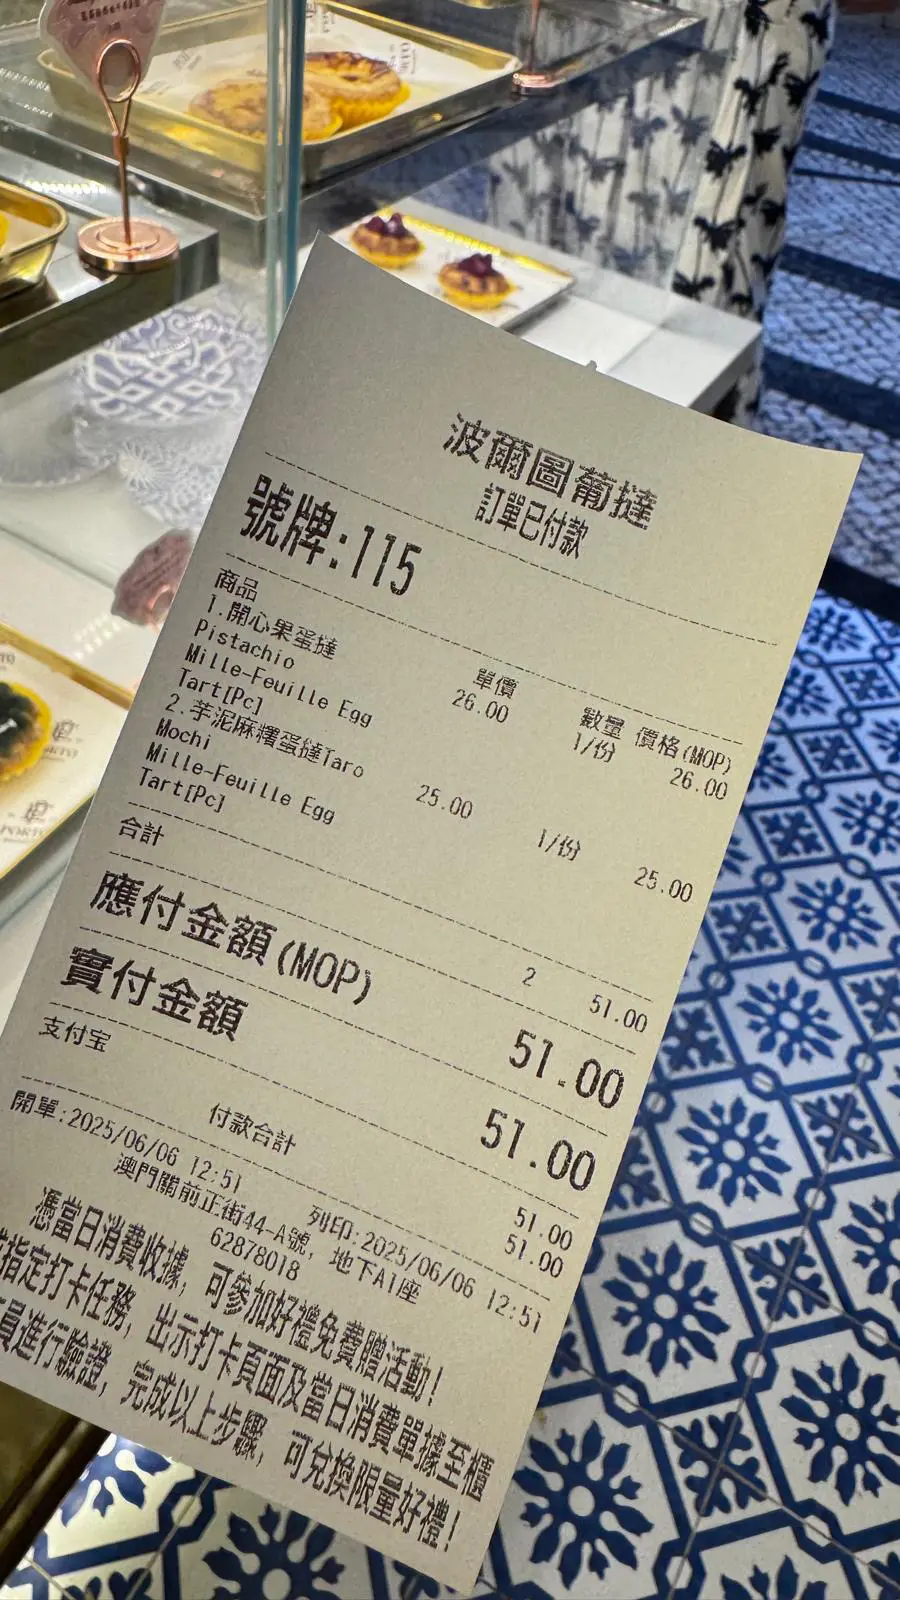 波爾圖葡撻
訂單已付款
號牌:115
商品 單價 數量 價格(MOP)
1.開心果蛋撻 26.00 1/份 26.00
Pistachio
Mille-Feuille Egg
Tart[Pc]
2.芋泥麻糬蛋撻Taro 25.00 1/份 25.00
Mochi
Mille-Feuille Egg
Tart[Pc]
合計 2 51.00
應付金額(MOP) 51.00
實付金額 51.00
支付宝 51.00
付款合計 51.00
開單:2025/06/06 12:51 列印:2025/06/06 12:51
澳門關前正街44-A號, 地下A1座
62878018
憑當日消費收據, 可參加好禮免費贈活動!
指定打卡任務, 出示打卡頁面及當日消費單據至櫃
員進行驗證, 完成以上步驟, 可兌換限量好禮!